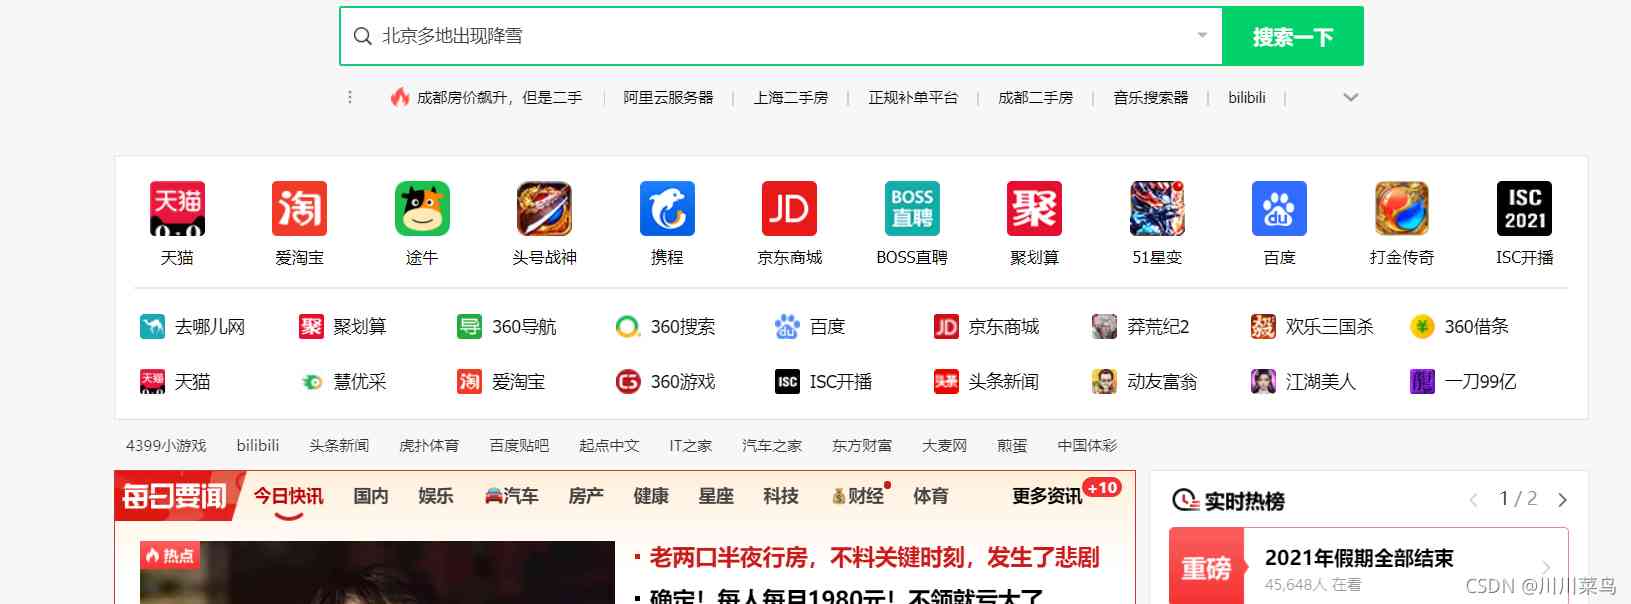 北京多地出现降雪 搜索一下
成都房价飙升，但是二手 | 阿里云服务器 | 上海二手房 | 正规补单平台 | 成都二手房 | 音乐搜索器 | bilibili |
天猫 淘 JD BOSS 直聘 聚 du ISC 2021
天猫 爱淘宝 途牛 头号战神 携程 京东商城 BOSS直聘 聚划算 51星变 百度 打金传奇 ISC开播
去哪儿网 聚 聚划算 导 360导航 360搜索 du 百度 JD 京东商城 莽荒纪2 欢乐三国杀 360借条
天猫 天猫 慧优采 淘 爱淘宝 360游戏 ISC ISC开播 头条 头条新闻 动友富翁 江湖美人 一刀99亿
4399小游戏 bilibili 头条新闻 虎扑体育 百度贴吧 起点中文 IT之家 汽车之家 东方财富 大麦网 煎蛋 中国体彩
每日要闻 今日快讯 国内 娱乐 汽车 房产 健康 星座 科技 财经 体育 更多资讯 +10
实时热榜 1 / 2
热点
老两口半夜行房，不料关键时刻，发生了悲剧
确定！每人每月1980元！不领就亏大了
重磅 2021年假期全部结束
45,648人 在看
CSDN @川川菜鸟